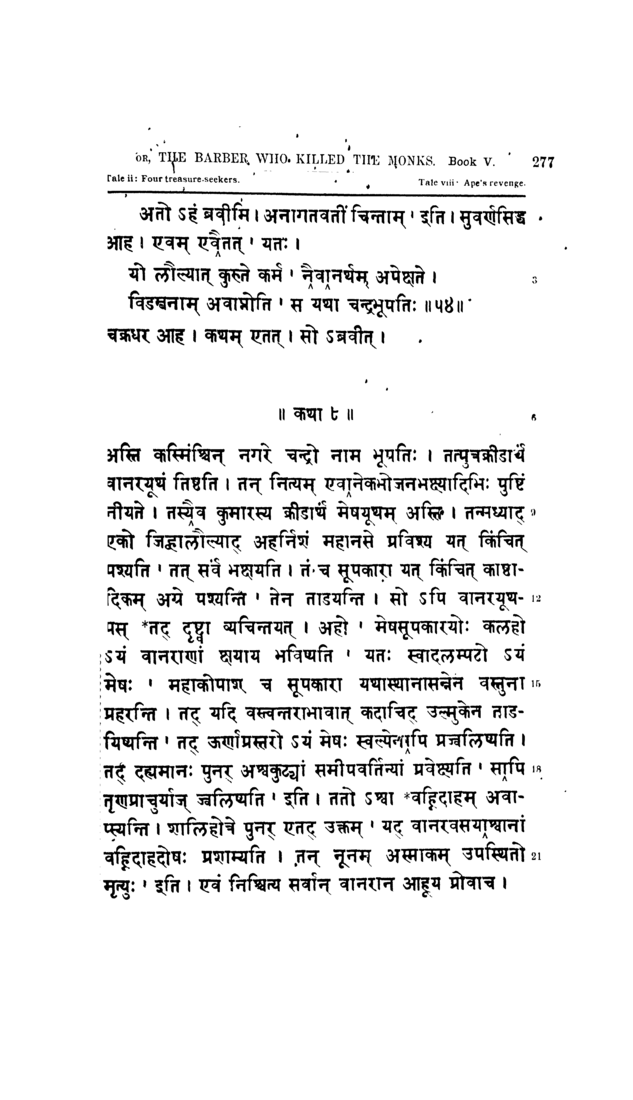 OR, THE BARBER WHO KILLED THE MONKS. Book V. 277
Tale ii: Four treasure-seekers. Tale viii: Ape's revenge.
अतो ऽहं ब्रवीमि । अनागतवतीं चिन्ताम् ' इति । सुवर्णसिद्ध
आह । एवम् एवैतत् ' यतः ।
यो लौल्यात् कुरुते कर्म ' नैवानर्थम् अपेक्षते । 3
विडम्बनाम् अवाप्नोति ' स यथा चन्द्रभूपतिः ॥५४॥
चक्रधर आह । कथम् एतत् । सो ऽब्रवीत् ।
॥ कथा ८ ॥ 6
अस्ति कस्मिंश्चिन् नगरे चन्द्रो नाम भूपतिः । तत्पुत्रक्रीडार्थं
वानरयूथं तिष्ठति । तन् नित्यम् एवानेकभोजनभक्ष्यादिभिः पुष्टिं
नीयते । तस्यैव कुमारस्य क्रीडार्थं मेषयूथम् अस्ति । तन्मध्याद् 9
एको जिह्वालौल्याद् अहर्निशं महानसे प्रविश्य यत् किंचित्
पश्यति ' तत् सर्वं भक्षयति । तं च सूपकारा यत् किंचित् काष्ठा-
दिकम् अग्रे पश्यन्ति ' तेन ताडयन्ति । सो ऽपि वानरयूथ- 12
पस् *तद् दृष्ट्वा व्यचिन्तयत् । अहो ' मेषसूपकारयोः कलहो
ऽयं वानराणां क्षयाय भविष्यति ' यतः स्वादलम्पटो ऽयं
मेषः ' महाकोपाश् च सूपकारा यथास्थानासन्नेन वस्तुना 15
प्रहरन्ति । तद् यदि वस्त्वन्तराभावात् कदाचिद् उल्मुकेन ताड-
यिष्यन्ति ' तद् ऊर्णाप्रस्तरो ऽयं मेषः स्वल्पेनापि प्रज्वलिष्यति ।
तद् दह्यमानः पुनर् अश्वकुट्यां समीपवर्तिन्यां प्रवेक्ष्यति ' सापि 18
तृणप्राचुर्याज् ज्वलिष्यति ' इति । ततो ऽश्वा *वह्निदाहम् अवा-
प्स्यन्ति । शालिहोत्रे पुनर् एतद् उक्तम् ' यद् वानरवसयाश्वानां
वह्निदाहदोषः प्रशाम्यति । तन् नूनम् अस्माकम् उपस्थितो 21
मृत्युः ' इति । एवं निश्चित्य सर्वान् वानरान् आहूय प्रोवाच ।